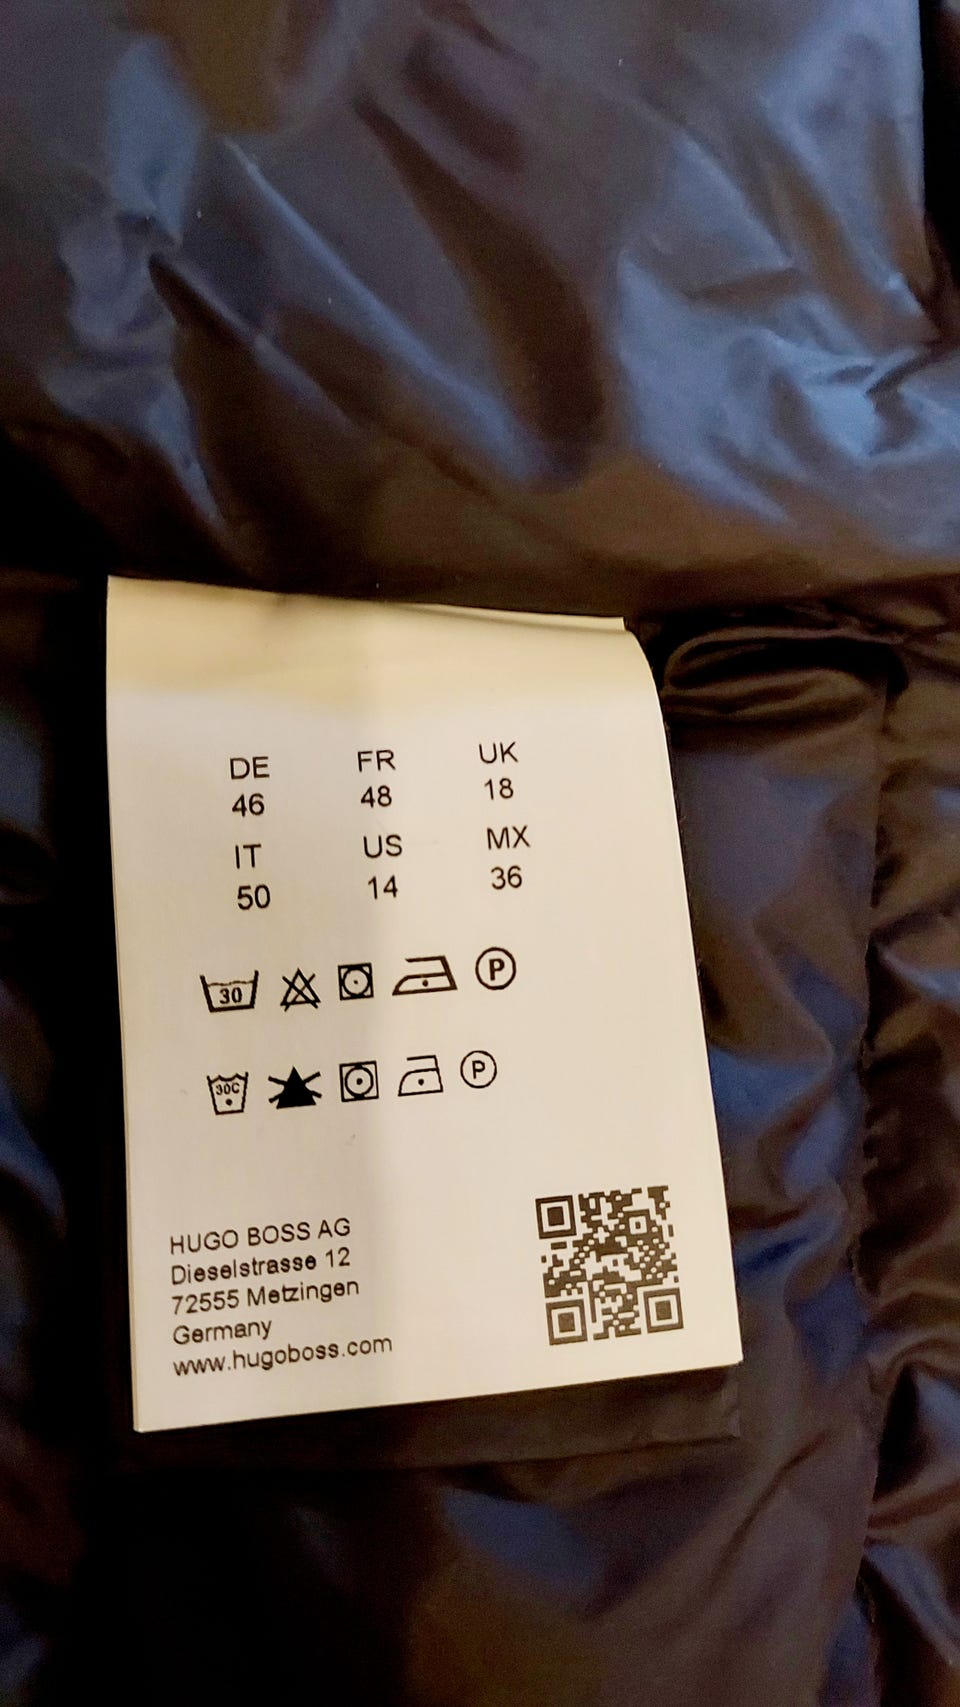 DE FR UK
46 48 18
IT US MX
50 14 36
30 P
30C P
HUGO BOSS AG
Dieselstrasse 12
72555 Metzingen
Germany
www.hugoboss.com